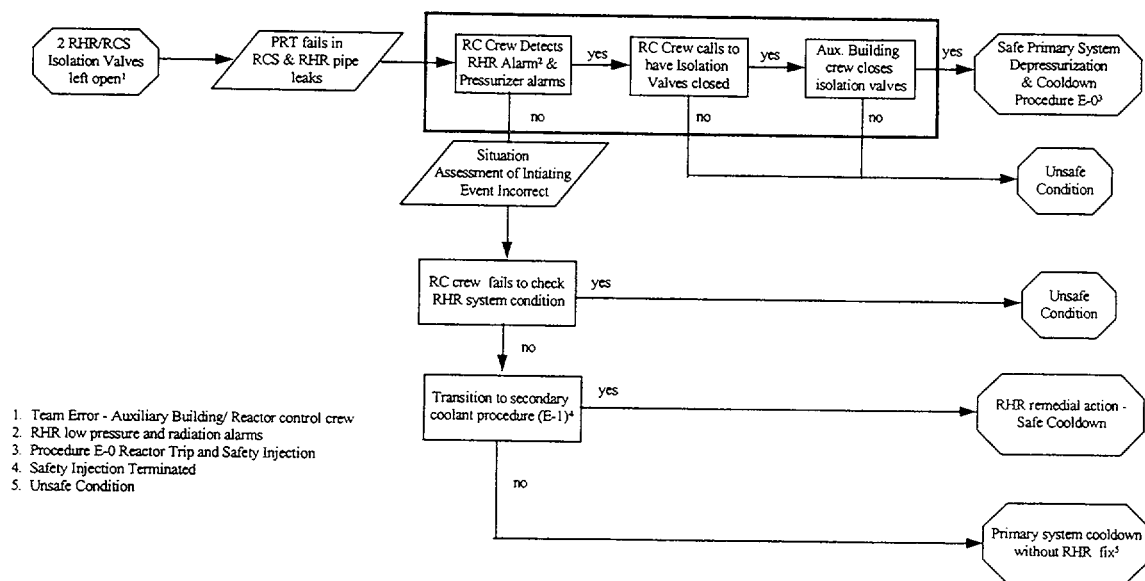 2 RHR/RCS
Isolation Valves
left open¹
PRT fails in
RCS & RHR pipe
leaks
RC Crew Detects
RHR Alarm² &
Pressurizer alarms
yes
RC Crew calls to
have Isolation
Valves closed
yes
Aux. Building
crew closes
isolation valves
yes
Safe Primary System
Depressurization
& Cooldown
Procedure E-0³
no
no
no
Situation
Assessment of Intiating
Event Incorrect
Unsafe
Condition
RC crew fails to check
RHR system condition
yes
Unsafe
Condition
no
Transition to secondary
coolant procedure (E-1)⁴
yes
RHR remedial action -
Safe Cooldown
no
Primary system cooldown
without RHR fix⁵
1. Team Error - Auxiliary Building/ Reactor control crew
2. RHR low pressure and radiation alarms
3. Procedure E-0 Reactor Trip and Safety Injection
4. Safety Injection Terminated
5. Unsafe Condition